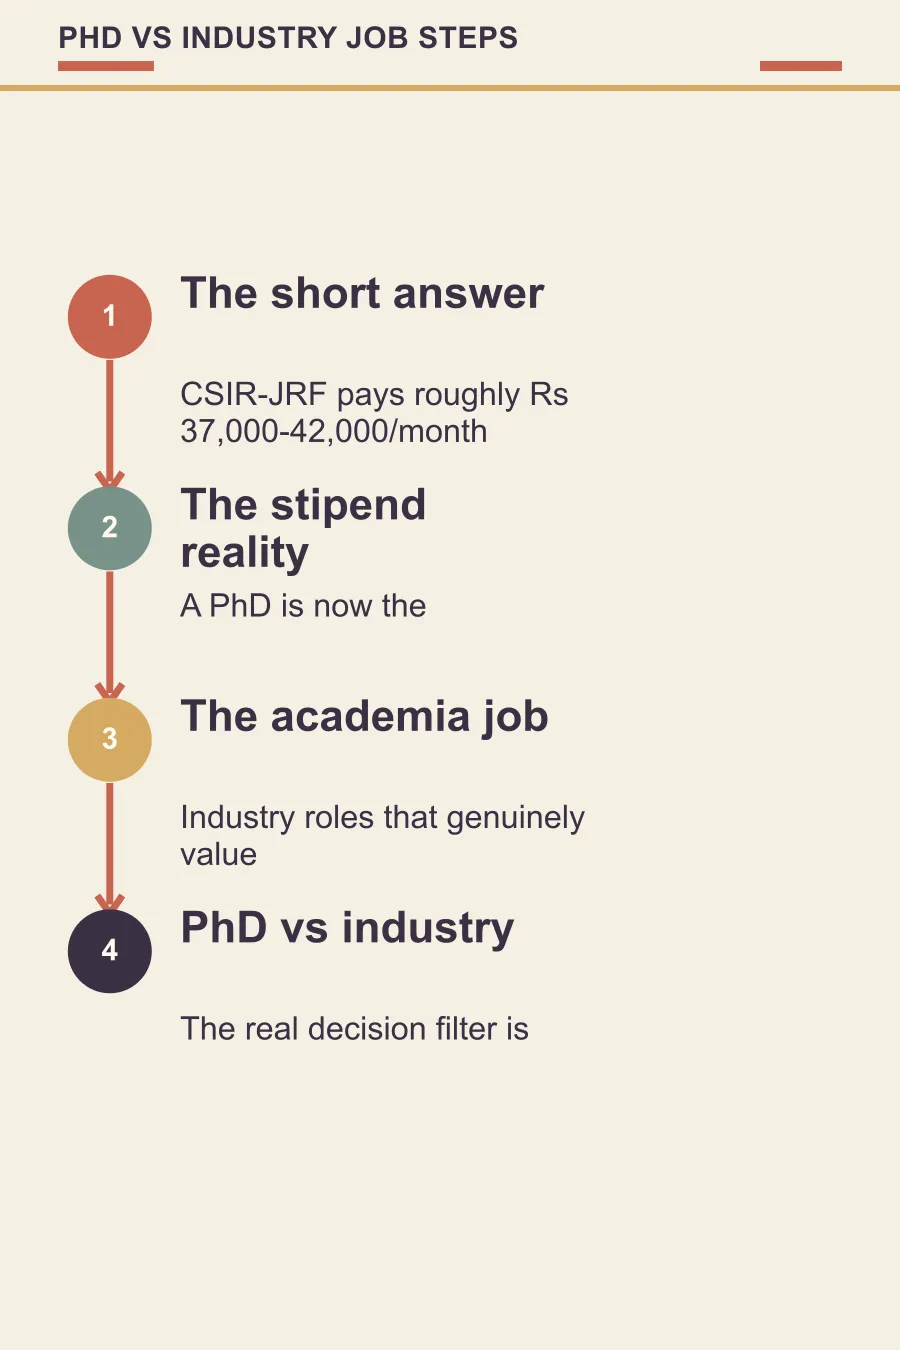 PHD VS INDUSTRY JOB STEPS
1
The short answer
CSIR-JRF pays roughly Rs
37,000-42,000/month
2
The stipend
reality
A PhD is now the
3
The academia job
Industry roles that genuinely
value
4
PhD vs industry
The real decision filter is